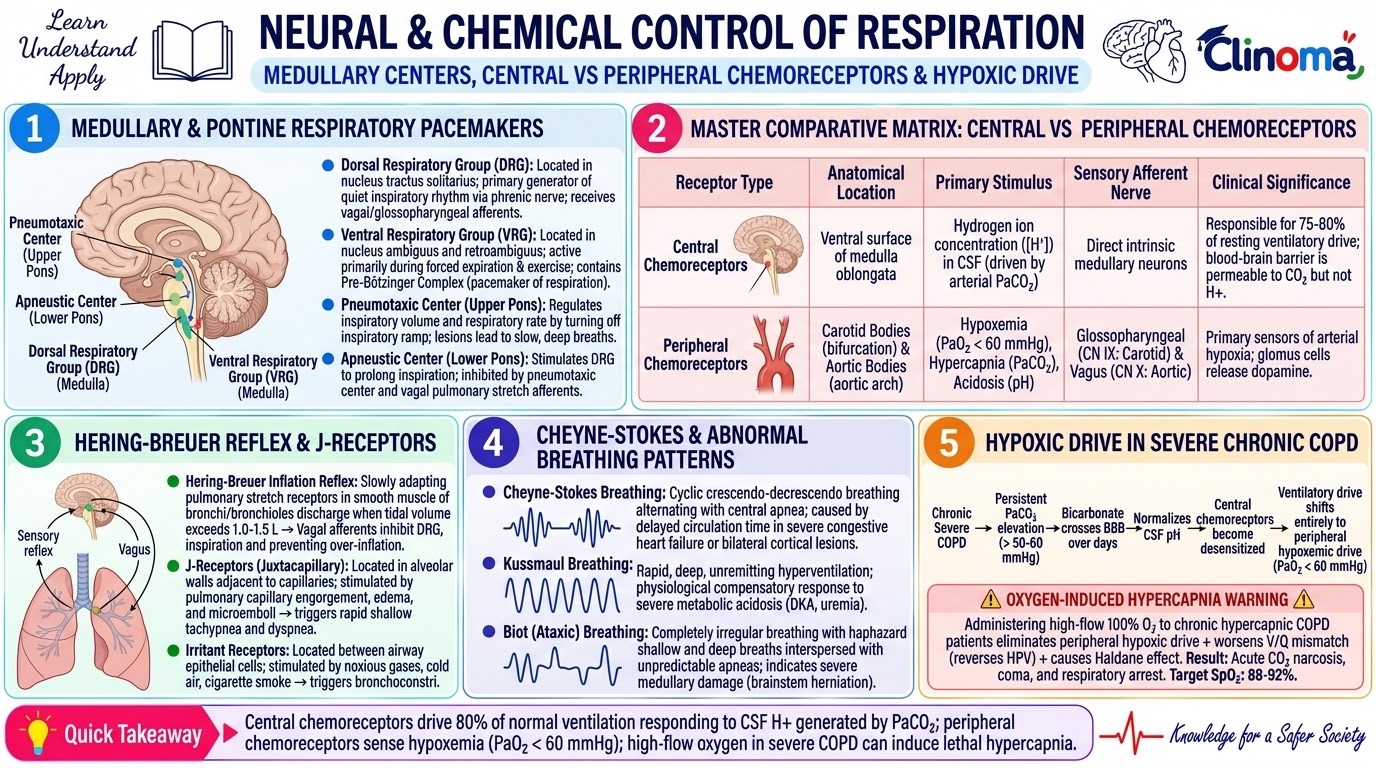 Learn
Understand
Apply
NEURAL & CHEMICAL CONTROL OF RESPIRATION
MEDULLARY CENTERS, CENTRAL VS PERIPHERAL CHEMORECEPTORS & HYPOXIC DRIVE
Clinoma
1
MEDULLARY & PONTINE RESPIRATORY PACEMAKERS
Pneumotaxic
Center
(Upper
Pons)
Apneustic Center
(Lower Pons)
Dorsal Respiratory
Group (DRG)
(Medulla)
Ventral Respiratory
Group (VRG)
(Medulla)
Dorsal Respiratory Group (DRG): Located in
nucleus tractus solitarius; primary generator of
quiet inspiratory rhythm via phrenic nerve; receives
vagal/glossopharyngeal afferents.
Ventral Respiratory Group (VRG): Located in
nucleus ambiguus and retroambiguus; active
primarily during forced expiration & exercise; contains
Pre-Bötzinger Complex (pacemaker of respiration).
Pneumotaxic Center (Upper Pons): Regulates
inspiratory volume and respiratory rate by turning off
inspiratory ramp; lesions lead to slow, deep breaths.
Apneustic Center (Lower Pons): Stimulates DRG
to prolong inspiration; inhibited by pneumotaxic
center and vagal pulmonary stretch afferents.
2
MASTER COMPARATIVE MATRIX: CENTRAL VS PERIPHERAL CHEMORECEPTORS
Receptor Type
Anatomical
Location
Primary Stimulus
Sensory Afferent
Nerve
Clinical Significance
Central
Chemoreceptors
Ventral surface
of medulla
oblongata
Hydrogen ion
concentration ([H⁺])
in CSF (driven by
arterial PaCO₂)
Direct intrinsic
medullary neurons
Responsible for 75-80%
of resting ventilatory drive;
blood-brain barrier is
permeable to CO₂ but not
H+.
Peripheral
Chemoreceptors
Carotid Bodies
(bifurcation) &
Aortic Bodies
(aortic arch)
Hypoxemia
(PaO₂ < 60 mmHg),
Hypercapnia (PaCO₂),
Acidosis (pH)
Glossopharyngeal
(CN IX: Carotid) &
Vagus (CN X: Aortic)
Primary sensors of arterial
hypoxia; glomus cells
release dopamine.
3
HERING-BREUER REFLEX & J-RECEPTORS
Sensory
reflex
Vagus
Hering-Breuer Inflation Reflex: Slowly adapting
pulmonary stretch receptors in smooth muscle of
bronchi/bronchioles discharge when tidal volume
exceeds 1.0-1.5 L → Vagal afferents inhibit DRG,
inspiration and preventing over-inflation.
J-Receptors (Juxtacapillary): Located in alveolar
walls adjacent to capillaries; stimulated by
pulmonary capillary engorgement, edema,
and microemboll → triggers rapid shallow
tachypnea and dyspnea.
Irritant Receptors: Located between airway
epithelial cells; stimulated by noxious gases, cold
air, cigarette smoke → triggers bronchoconstri.
4
CHEYNE-STOKES & ABNORMAL
BREATHING PATTERNS
Cheyne-Stokes Breathing: Cyclic crescendo-decrescendo breathing
alternating with central apnea; caused by
delayed circulation time in severe congestive
heart failure or bilateral cortical lesions.
Kussmaul Breathing: Rapid, deep, unremitting hyperventilation;
physiological compensatory response to
severe metabolic acidosis (DKA, uremia).
Biot (Ataxic) Breathing: Completely irregular breathing with haphazard
shallow and deep breaths interspersed with
unpredictable apneas; indicates severe
medullary damage (brainstem herniation).
5
HYPOXIC DRIVE IN SEVERE CHRONIC COPD
Chronic
Severe
COPD
Persistent
PaCO₂
elevation
(> 50-60
mmHg)
Bicarbonate
crosses BBB
over days
Normalizes
CSF pH
Central
chemorecptors
become
desensitized
Ventilatory drive
shifts
entirely to
peripheral
hypoxemic drive
(PaO₂ < 60 mmHg)
OXYGEN-INDUCED HYPERCAPNIA WARNING
Administering high-flow 100% O₂ to chronic hypercapnic COPD
patients eliminates peripheral hypoxic drive + worsens V/Q mismatch
(reverses HPV) + causes Haldane effect. Result: Acute CO₂ narcosis,
coma, and respiratory arrest. Target SpO₂: 88-92%.
Quick Takeaway
Central chemoreceptors drive 80% of normal ventilation responding to CSF H+ generated by PaCO₂; peripheral
chemoreceptors sense hypoxemia (PaO₂ < 60 mmHg); high-flow oxygen in severe COPD can induce lethal hypercapnia.
Knowledge for a Safer Society